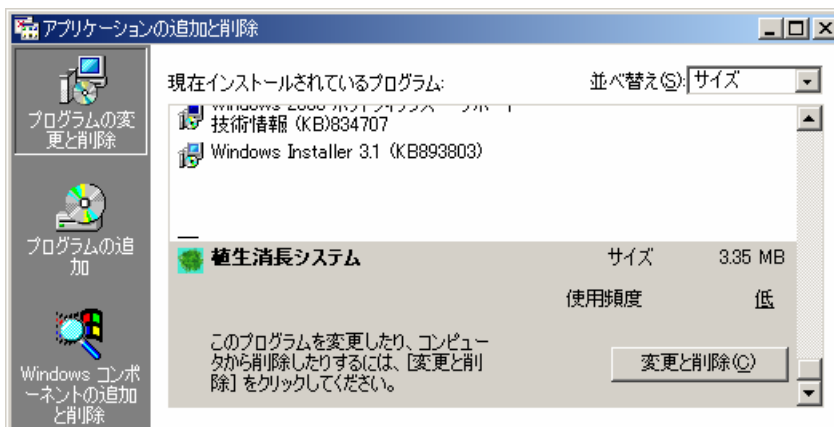 アプリケーションの追加と削除
プログラムの変
更と削除
プログラムの追
加
Windows コンポ
ーネントの追加
と削除
現在インストールされているプログラム:
並べ替え(S):
サイズ
技術情報 (KB)834707
Windows Installer 3.1 (KB893803)
植生消長システム
サイズ
3.35 MB
使用頻度
低
このプログラムを変更したり、コンピュー
タから削除したりするには、[変更と削
除] をクリックしてください。
変更と削除(C)